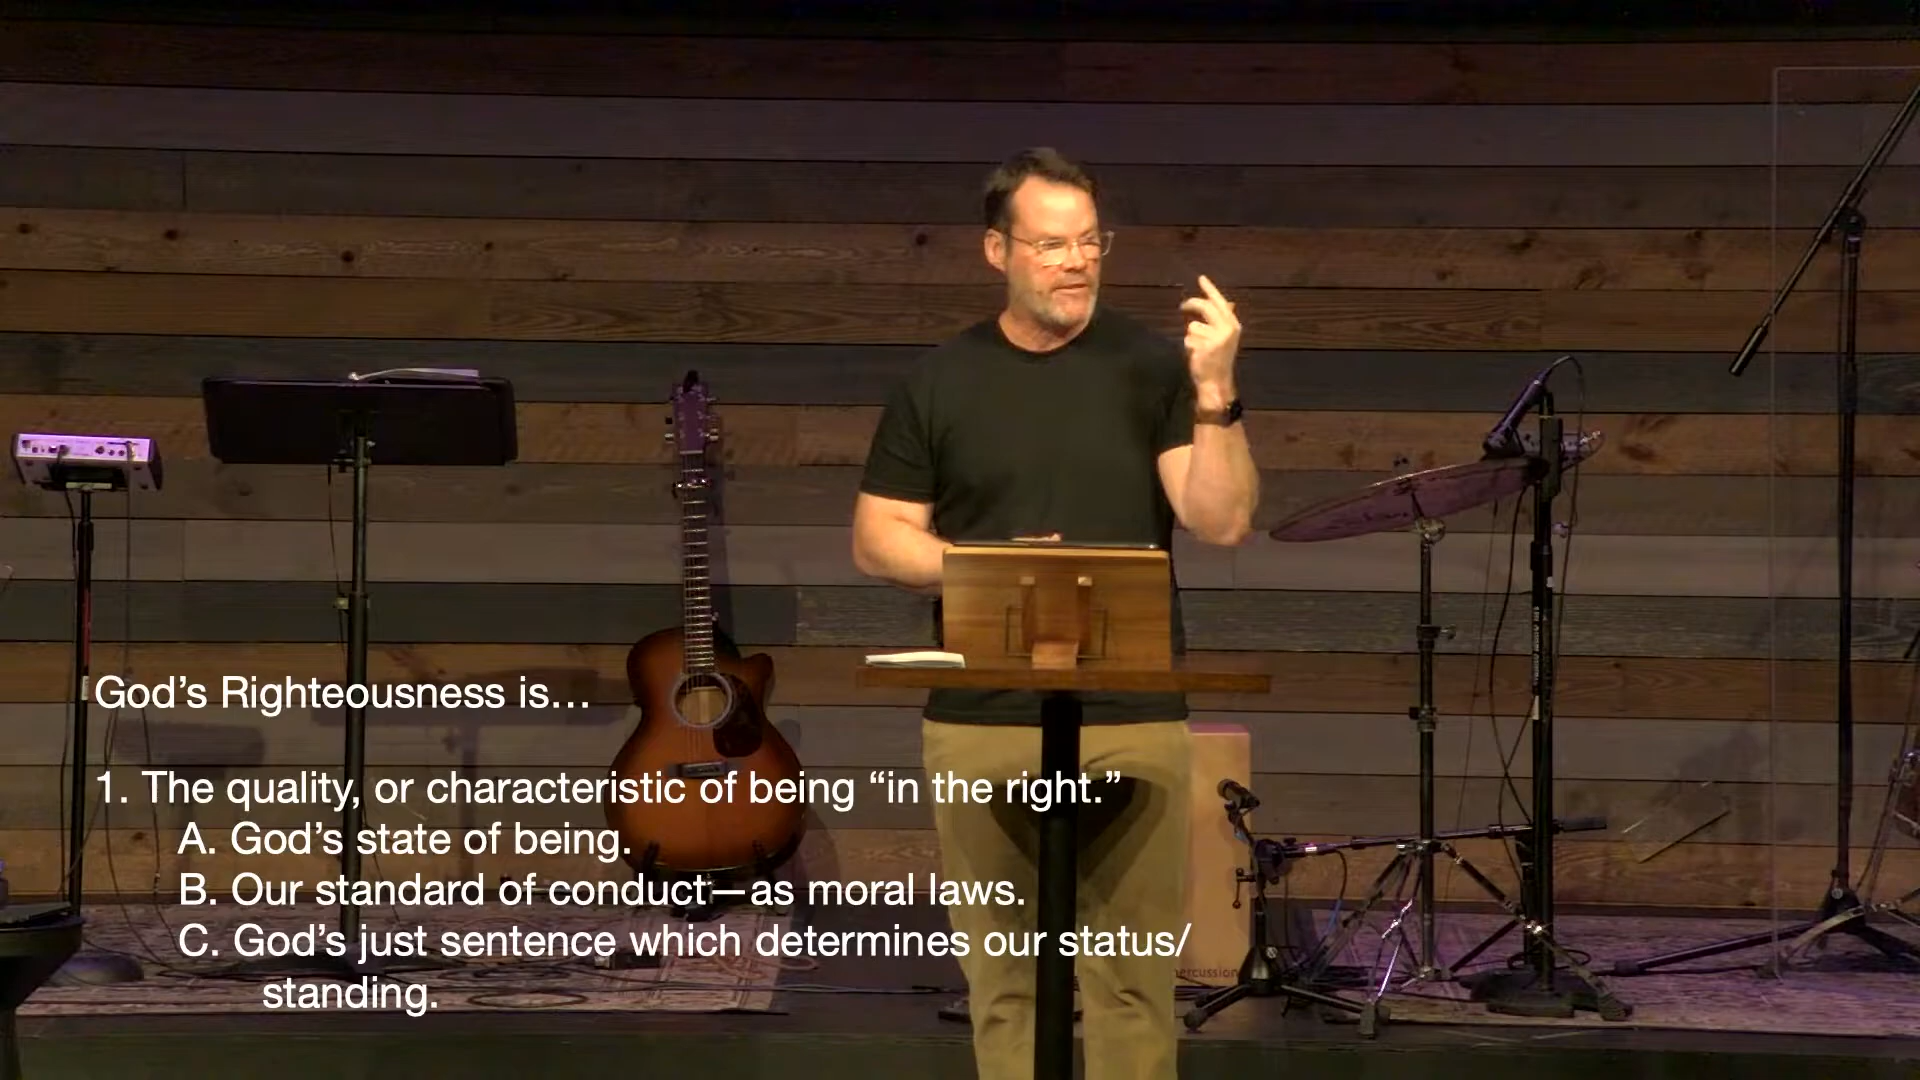 God’s Righteousness is…
1. The quality, or characteristic of being “in the right.”
A. God’s state of being.
B. Our standard of conduct—as moral laws.
C. God’s just sentence which determines our status/
standing.
percussion